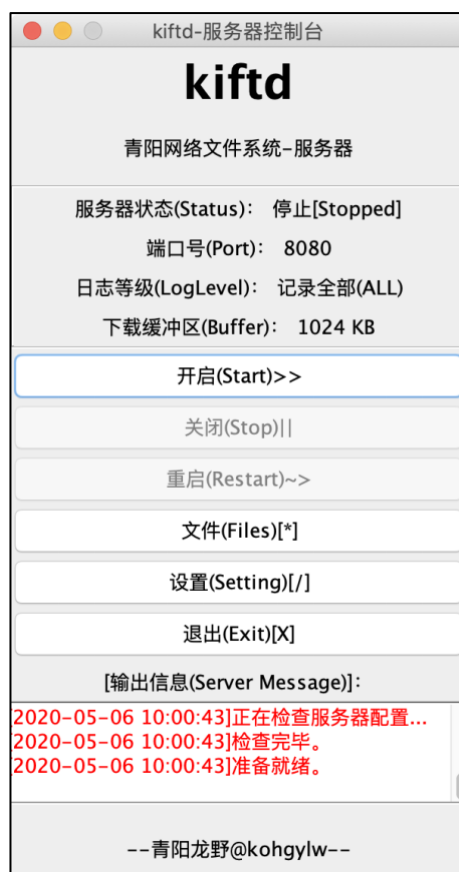 kiftd-服务器控制台
kiftd
青阳网络文件系统-服务器
服务器状态(Status)： 停止[Stopped]
端口号(Port)： 8080
日志等级(LogLevel)： 记录全部(ALL)
下载缓冲区(Buffer)： 1024 KB
开启(Start)>>
关闭(Stop)||
重启(Restart)~>
文件(Files)[*]
设置(Setting)[/]
退出(Exit)[X]
[输出信息(Server Message)]：
[2020-05-06 10:00:43]正在检查服务器配置...
[2020-05-06 10:00:43]检查完毕。
[2020-05-06 10:00:43]准备就绪。
--青阳龙野@kohgylw--